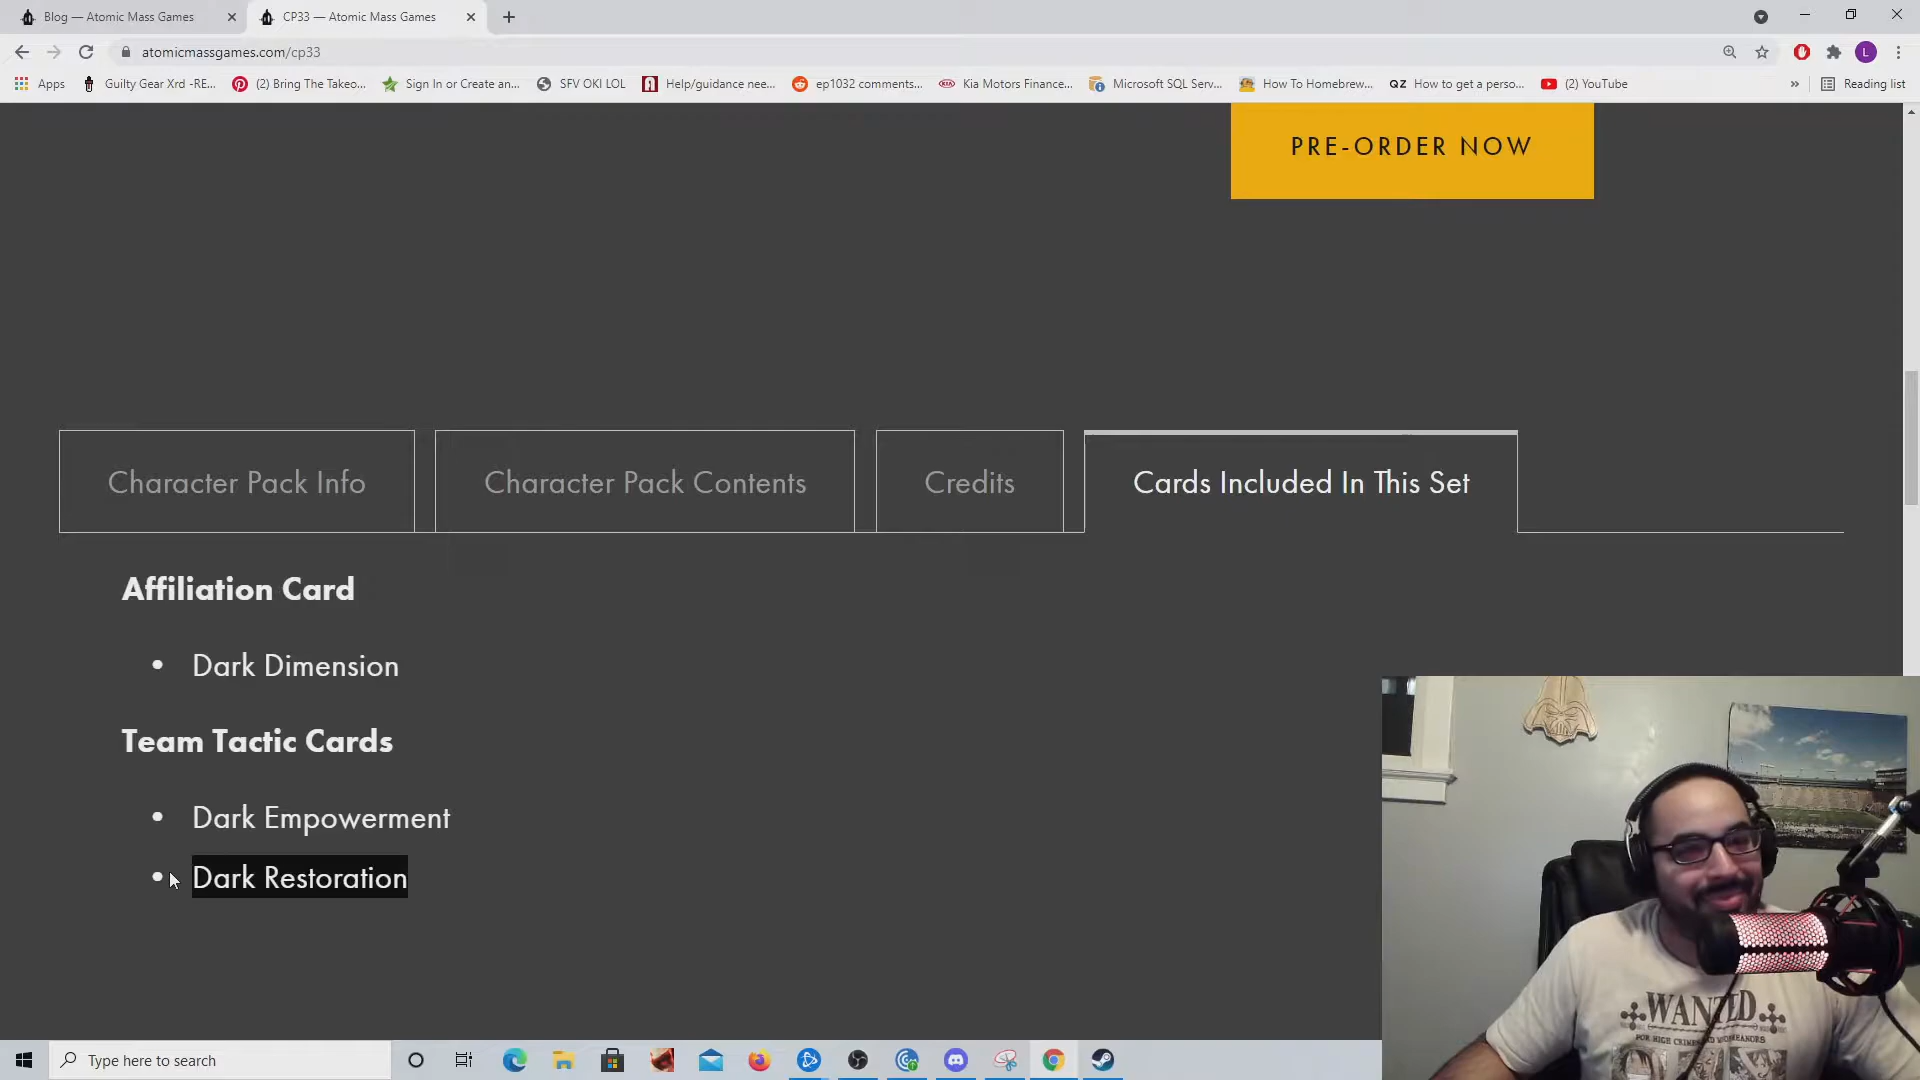 Blog — Atomic Mass Games
CP33 — Atomic Mass Games
atomicmassgames.com/cp33
L
Apps
Guilty Gear Xrd -RE...
(2) Bring The Takeo...
Sign In or Create an...
SFV OKI LOL
Help/guidance nee...
ep1032 comments...
Kia Motors Finance...
Microsoft SQL Serv...
How To Homebrew...
QZ How to get a perso...
(2) YouTube
»
Reading list
PRE-ORDER NOW
Character Pack Info
Character Pack Contents
Credits
Cards Included In This Set
Affiliation Card
• Dark Dimension
Team Tactic Cards
• Dark Empowerment
• Dark Restoration
WANTED
Type here to search